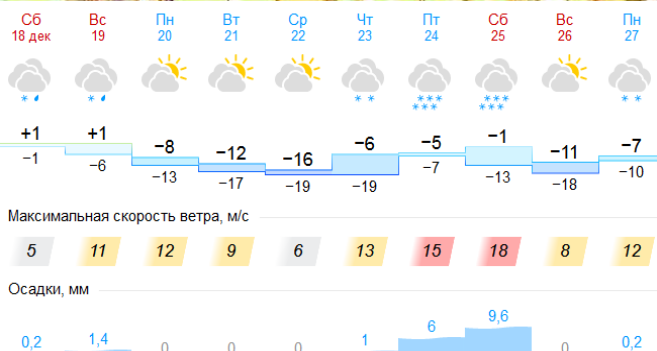 Сб Вс Пн Вт Ср Чт Пт Сб Вс Пн
18 дек 19 20 21 22 23 24 25 26 27
+1 +1 −8 −12 −16 −6 −5 −1 −11 −7
−1 −6 −13 −17 −19 −19 −7 −13 −18 −10
Максимальная скорость ветра, м/с
5 11 12 9 6 13 15 18 8 12
Осадки, мм
0,2 1,4 0 0 0 1 6 9,6 0 0,2